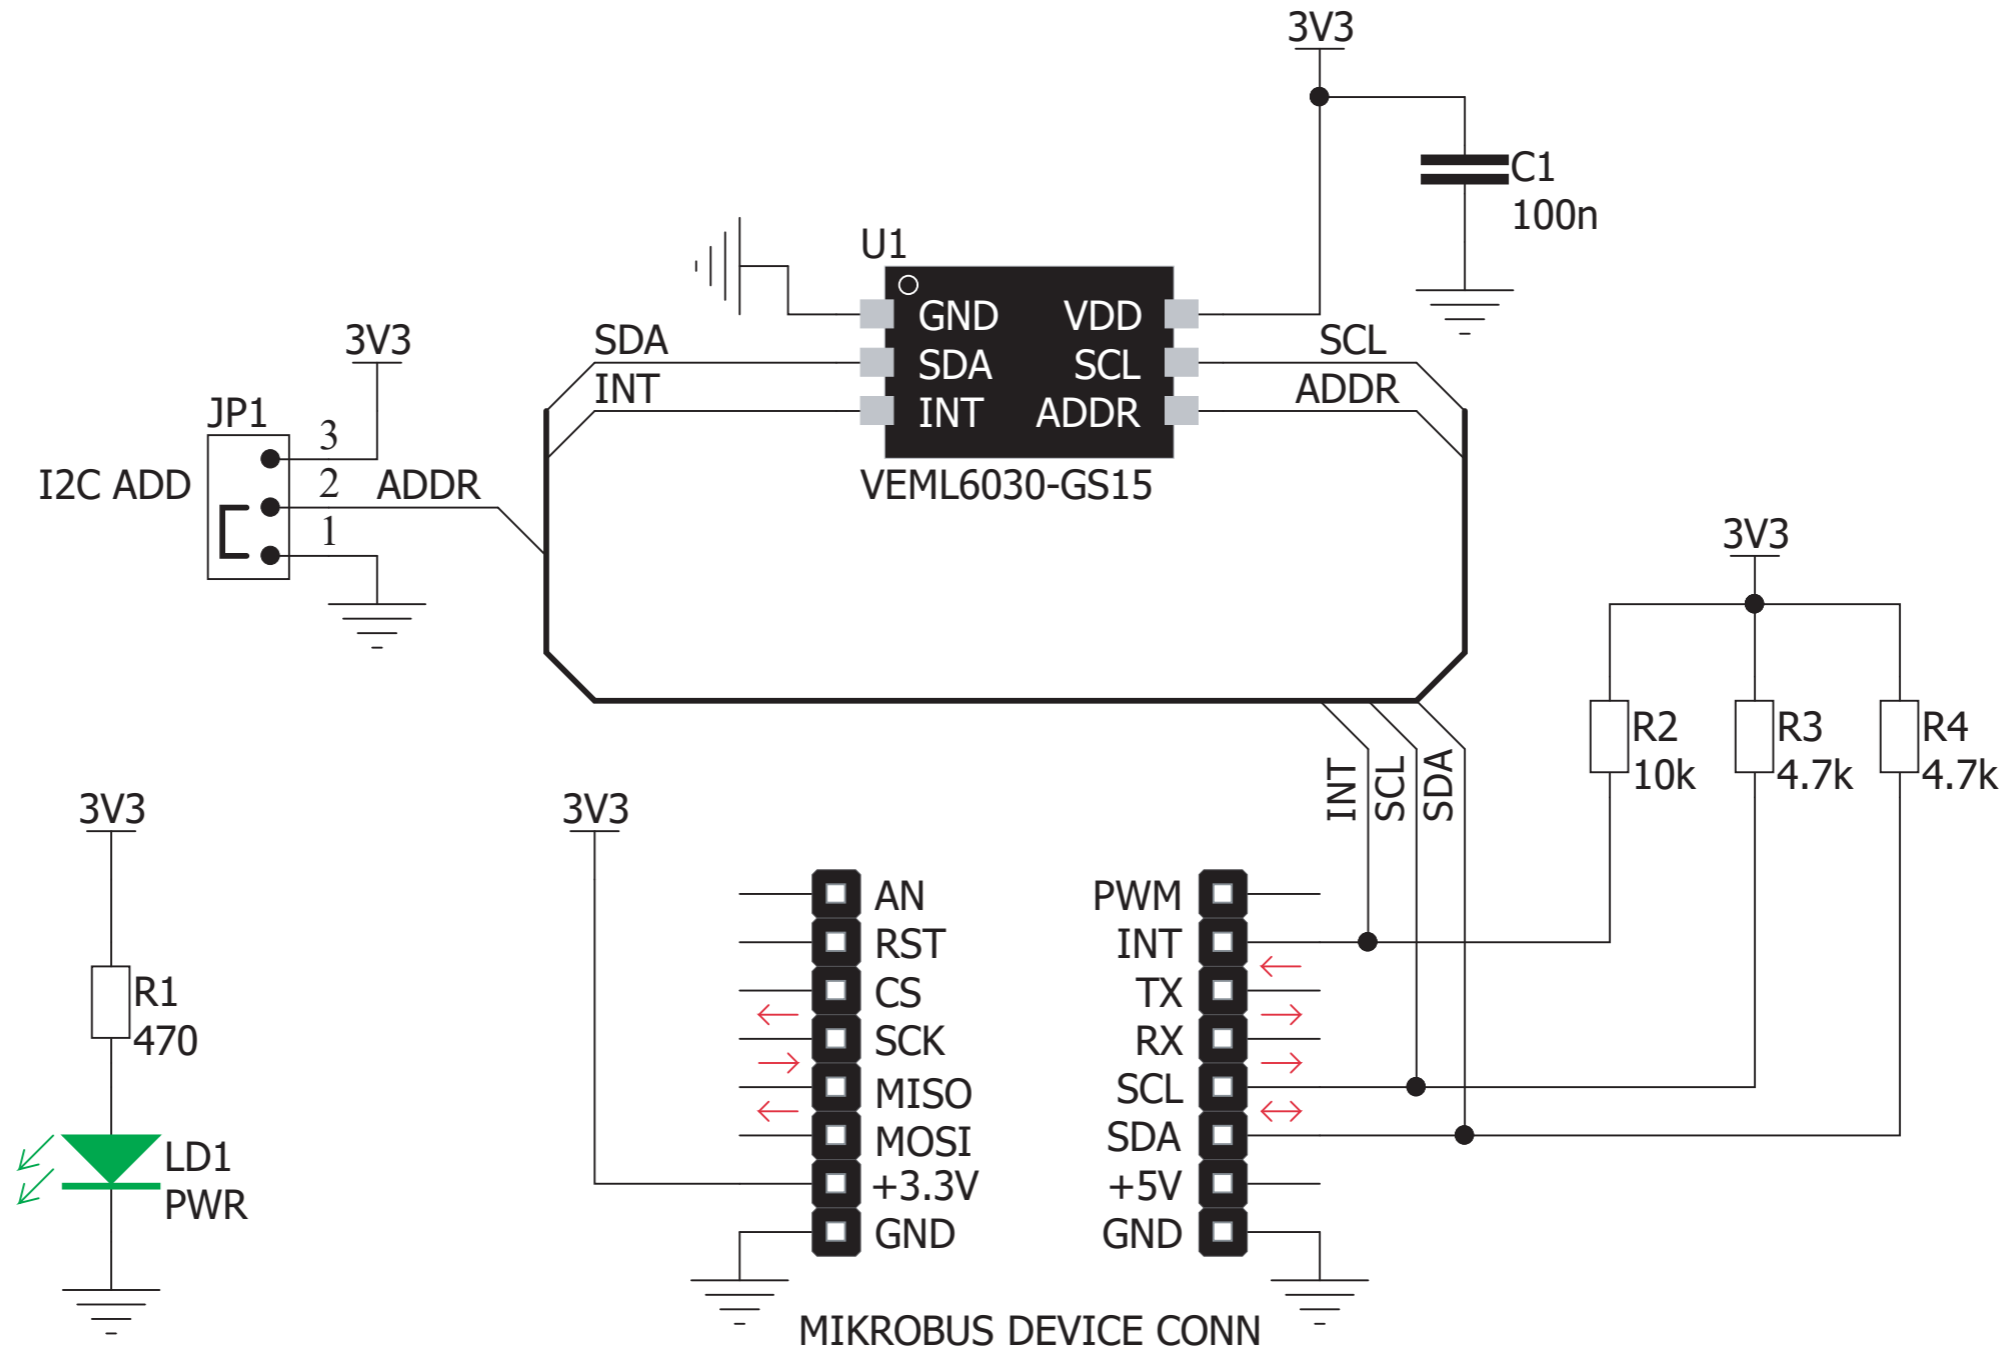 3V3
C1
100n
U1
GND VDD
SDA SCL
INT ADDR
VEML6030-GS15
SDA
INT
SCL
ADDR
3V3
JP1
3
I2C ADD
2 ADDR
1
3V3
R2
10k
R3
4.7k
R4
4.7k
INT
SCL
SDA
3V3
R1
470
LD1
PWR
3V3
AN PWM
RST INT
CS TX
SCK RX
MISO SCL
MOSI SDA
+3.3V +5V
GND GND
MIKROBUS DEVICE CONN